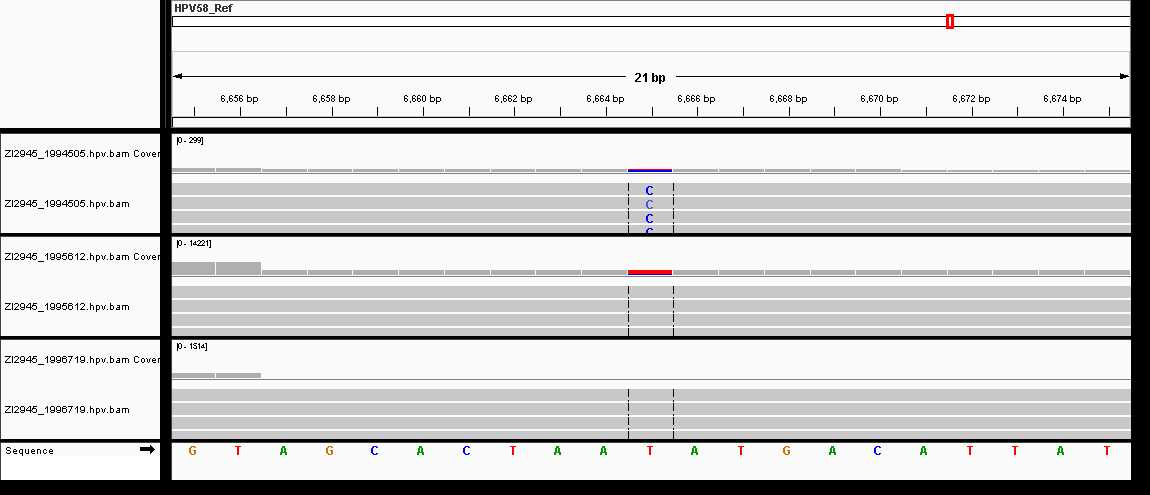 HPV58_Ref
21 bp
6,656 bp 6,658 bp 6,660 bp 6,662 bp 6,664 bp 6,666 bp 6,668 bp 6,670 bp 6,672 bp 6,674 bp
[0 - 299]
ZI2945_1994505.hpv.bam Cover
ZI2945_1994505.hpv.bam
C
C
C
C
[0 - 14221]
ZI2945_1995612.hpv.bam Cover
ZI2945_1995612.hpv.bam
[0 - 1514]
ZI2945_1996719.hpv.bam Cover
ZI2945_1996719.hpv.bam
Sequence G T A G C A C T A A T A T G A C A T T A T